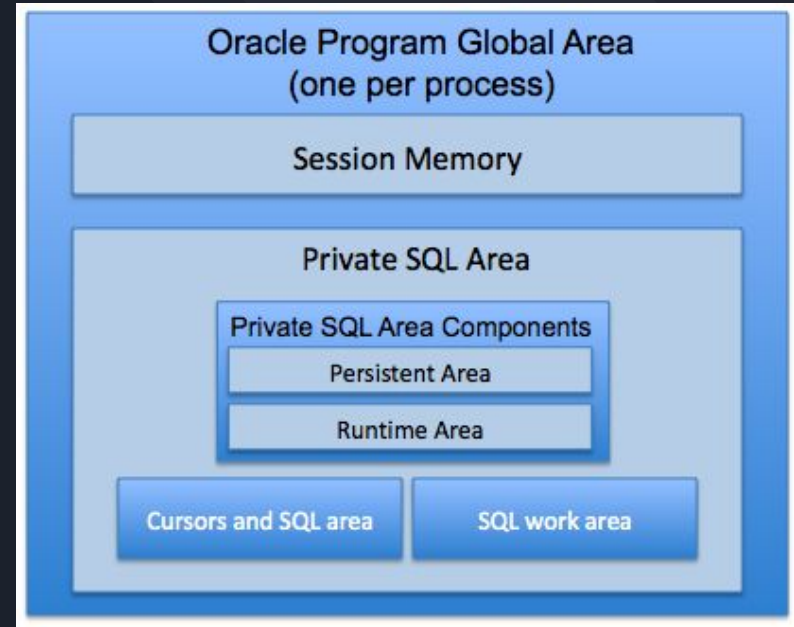 Oracle Program Global Area
(one per process)
Session Memory
Private SQL Area
Private SQL Area Components
Persistent Area
Runtime Area
Cursors and SQL area
SQL work area